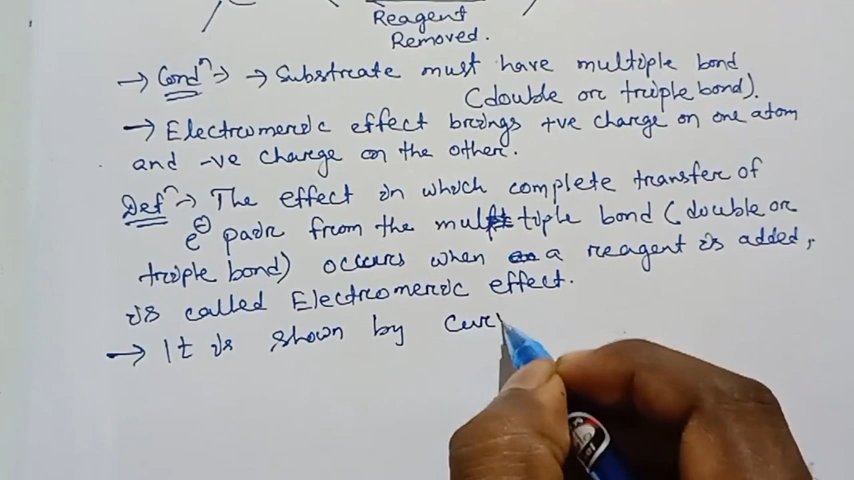 Reagent
Removed.
→ Condⁿ → → Substrate must have multiple bond
(double or triple bond).
→ Electromeric effect brings +ve charge on one atom
and -ve charge on the other.
Defⁿ → The effect in which complete transfer of
e⊖ pair from the multiple bond (double or
triple bond) occurs when a reagent is added,
is called Electromeric effect.
→ It is shown by Cur